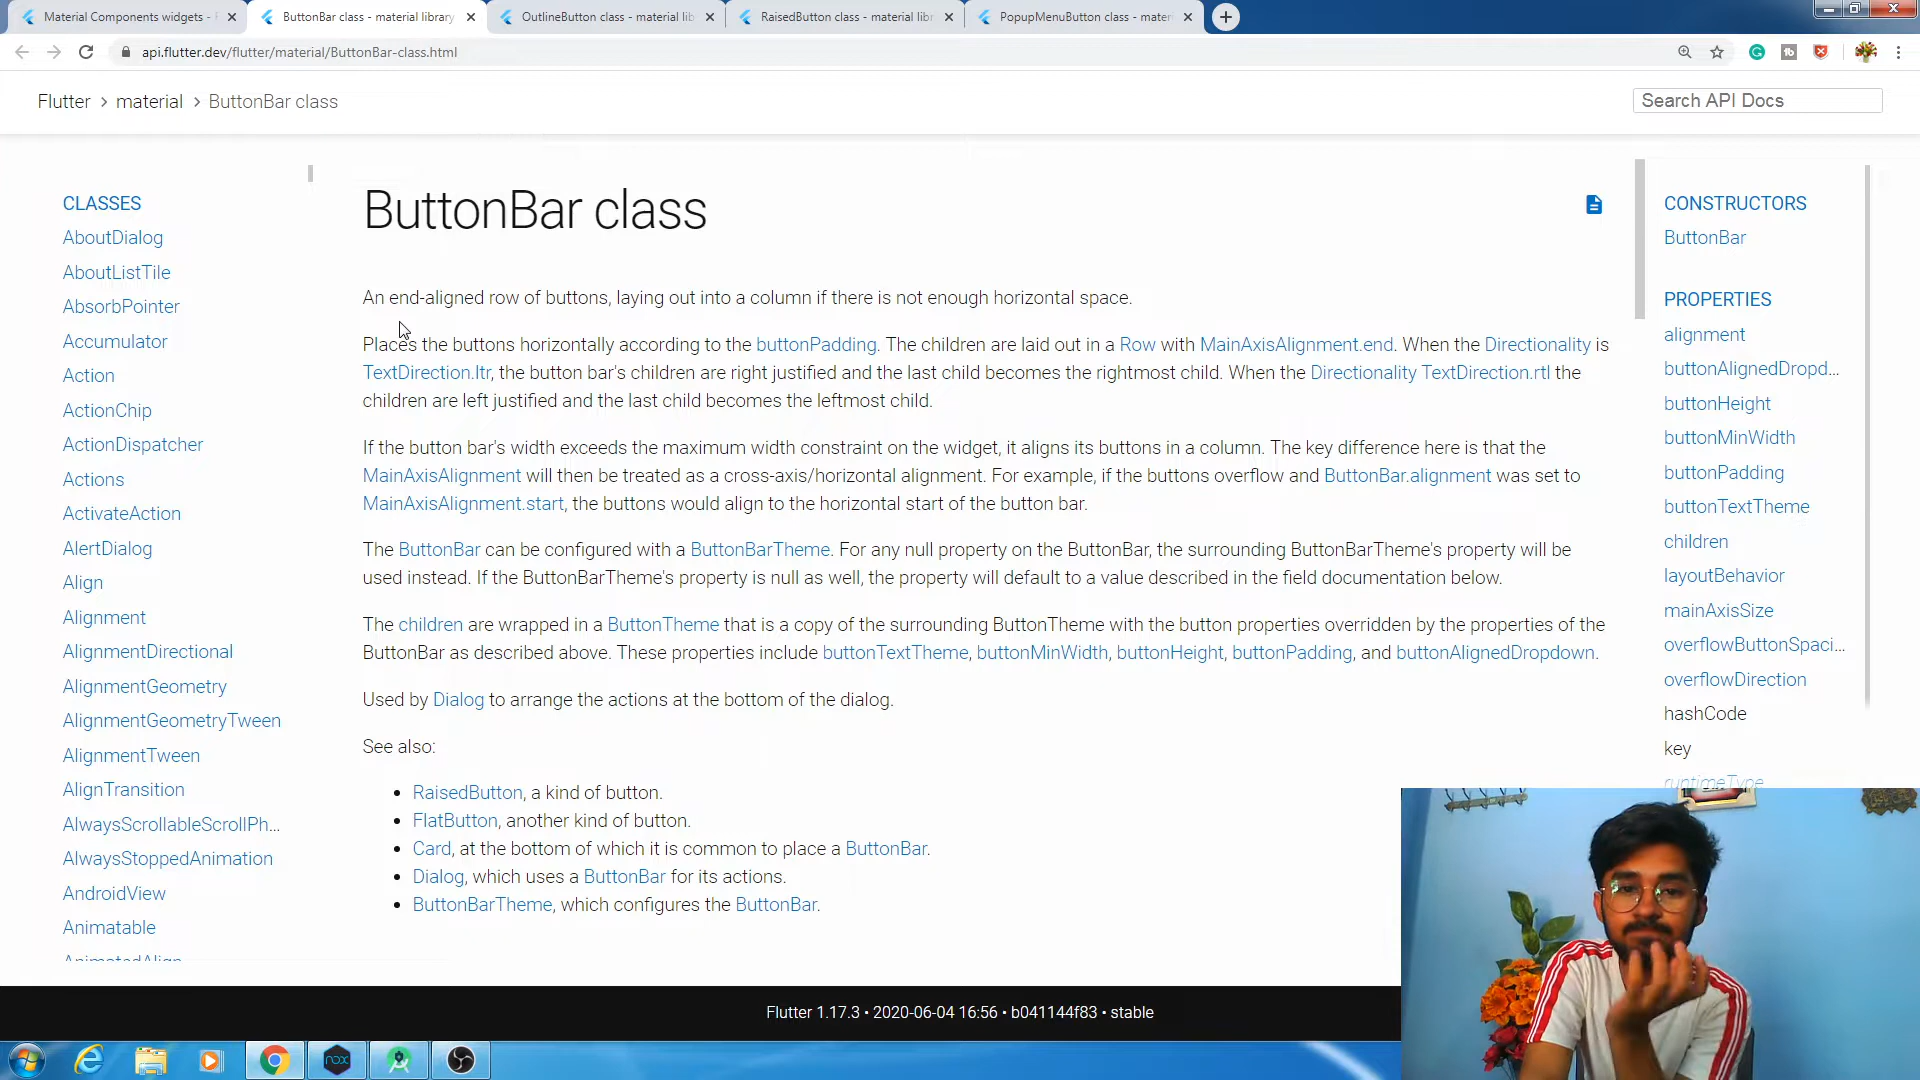 Material Components widgets - F
ButtonBar class - material library
OutlineButton class - material lib
RaisedButton class - material libr
PopupMenuButton class - materi
api.flutter.dev/flutter/material/ButtonBar-class.html
Flutter > material > ButtonBar class
Search API Docs
CLASSES
AboutDialog
AboutListTile
AbsorbPointer
Accumulator
Action
ActionChip
ActionDispatcher
Actions
ActivateAction
AlertDialog
Align
Alignment
AlignmentDirectional
AlignmentGeometry
AlignmentGeometryTween
AlignmentTween
AlignTransition
AlwaysScrollableScrollPh...
AlwaysStoppedAnimation
AndroidView
Animatable
AnimatedAlign
ButtonBar class
An end-aligned row of buttons, laying out into a column if there is not enough horizontal space.
Places the buttons horizontally according to the buttonPadding. The children are laid out in a Row with MainAxisAlignment.end. When the Directionality is
TextDirection.ltr, the button bar's children are right justified and the last child becomes the rightmost child. When the Directionality TextDirection.rtl the
children are left justified and the last child becomes the leftmost child.
If the button bar's width exceeds the maximum width constraint on the widget, it aligns its buttons in a column. The key difference here is that the
MainAxisAlignment will then be treated as a cross-axis/horizontal alignment. For example, if the buttons overflow and ButtonBar.alignment was set to
MainAxisAlignment.start, the buttons would align to the horizontal start of the button bar.
The ButtonBar can be configured with a ButtonBarTheme. For any null property on the ButtonBar, the surrounding ButtonBarTheme's property will be
used instead. If the ButtonBarTheme's property is null as well, the property will default to a value described in the field documentation below.
The children are wrapped in a ButtonTheme that is a copy of the surrounding ButtonTheme with the button properties overridden by the properties of the
ButtonBar as described above. These properties include buttonTextTheme, buttonMinWidth, buttonHeight, buttonPadding, and buttonAlignedDropdown.
Used by Dialog to arrange the actions at the bottom of the dialog.
See also:
• RaisedButton, a kind of button.
• FlatButton, another kind of button.
• Card, at the bottom of which it is common to place a ButtonBar.
• Dialog, which uses a ButtonBar for its actions.
• ButtonBarTheme, which configures the ButtonBar.
CONSTRUCTORS
ButtonBar
PROPERTIES
alignment
buttonAlignedDropd...
buttonHeight
buttonMinWidth
buttonPadding
buttonTextTheme
children
layoutBehavior
mainAxisSize
overflowButtonSpaci...
overflowDirection
hashCode
key
runtimeType
Flutter 1.17.3 • 2020-06-04 16:56 • b041144f83 • stable
nox